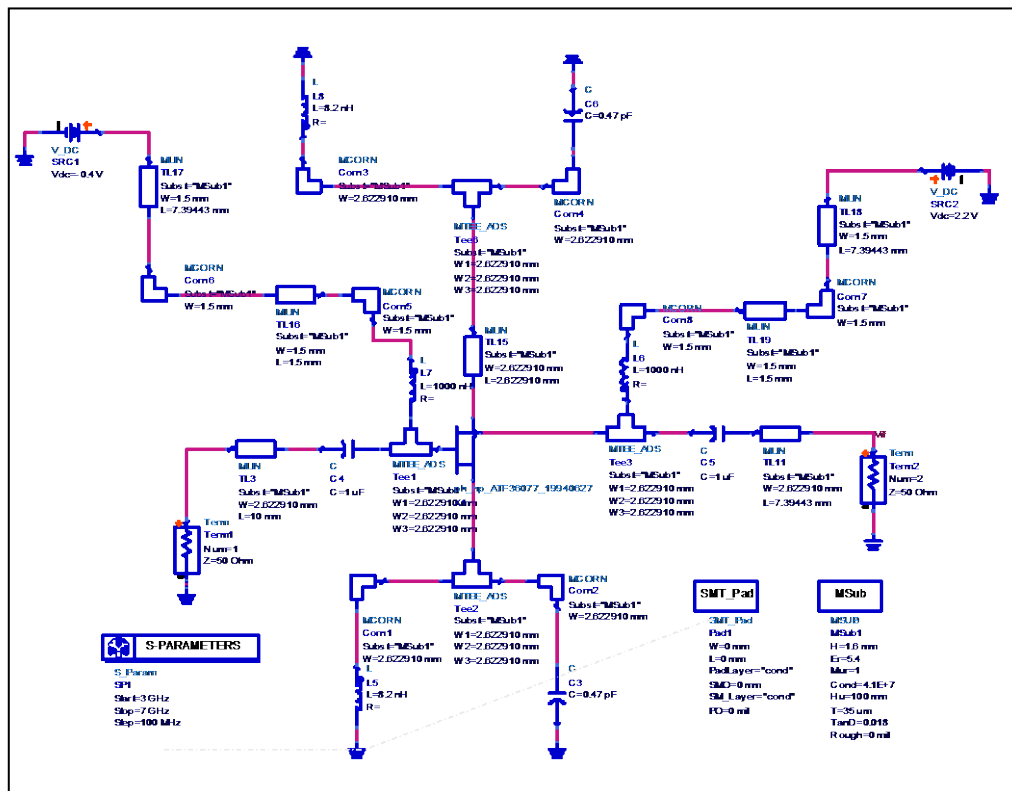 L
L8
L=8.2 nH
R=
C
C6
C=0.47 pF
V_DC
SRC1
Vdc=-0.4 V
MLIN
TL17
Subst="MSub1"
W=1.5 mm
L=7.39443 mm
MCORN
Corn3
Subst="MSub1"
W=2.622910 mm
MCORN
Corn4
W=2.622910 mm
MTEE_ADS
Subst="MSub1"
W1=2.622910 mm
W2=2.622910 mm
W3=2.622910 mm
V_DC
SRC2
Vdc=2.2 V
MLIN
TL18
Subst="MSub1"
W=1.5 mm
L=7.39443 mm
MCORN
Corn6
Subst="MSub1"
W=1.5 mm
MLIN
TL16
Subst="MSub1"
W=1.5 mm
L=1.5 mm
MCORN
Corn5
Subst="MSub1"
W=1.5 mm
MCORN
Corn7
Subst="MSub1"
W=1.5 mm
MCORN
Corn8
Subst="MSub1"
W=1.5 mm
MLIN
TL19
Subst="MSub1"
W=1.5 mm
L=1.5 mm
MLIN
TL15
Subst="MSub1"
W=2.622910 mm
L=2.622910 mm
L
L7
L=1000 nH
R=
L
L6
L=1000 nH
R=
MLIN
TL3
Subst="MSub1"
W=2.622910 mm
L=10 mm
C
C4
C=1 uF
MTEE_ADS
Tee1
Subst="MSub1"
W1=2.622910 mm
W2=2.622910 mm
W3=2.622910 mm
MTEE_ADS
Tee3
Subst="MSub1"
W1=2.622910 mm
W2=2.622910 mm
W3=2.622910 mm
C
C5
C=1 uF
MLIN
TL11
Subst="MSub1"
W=2.622910 mm
L=7.39443 mm
Term
Term2
Num=2
Z=50 Ohm
Term
Term1
Num=1
Z=50 Ohm
MTEE_ADS
Tee2
Subst="MSub1"
W1=2.622910 mm
W2=2.622910 mm
W3=2.622910 mm
MCORN
Corn1
Subst="MSub1"
W=2.622910 mm
MCORN
Corn2
Subst="MSub1"
W=2.622910 mm
L
L5
L=8.2 nH
R=
C
C3
C=0.47 pF
S-PARAMETERS
S_Param
SP1
Start=3 GHz
Stop=7 GHz
Step=100 MHz
SMT_Pad
SMT_Pad
Pad1
W=0 mm
L=0 mm
PadLayer="cond"
SMO=0 mm
SM_Layer="cond"
PO=0 mil
MSub
MSUB
MSub1
H=1.6 mm
Er=5.4
Mur=1
Cond=4.1E+7
Hu=100 mm
T=35 um
TanD=0.018
Rough=0 mil